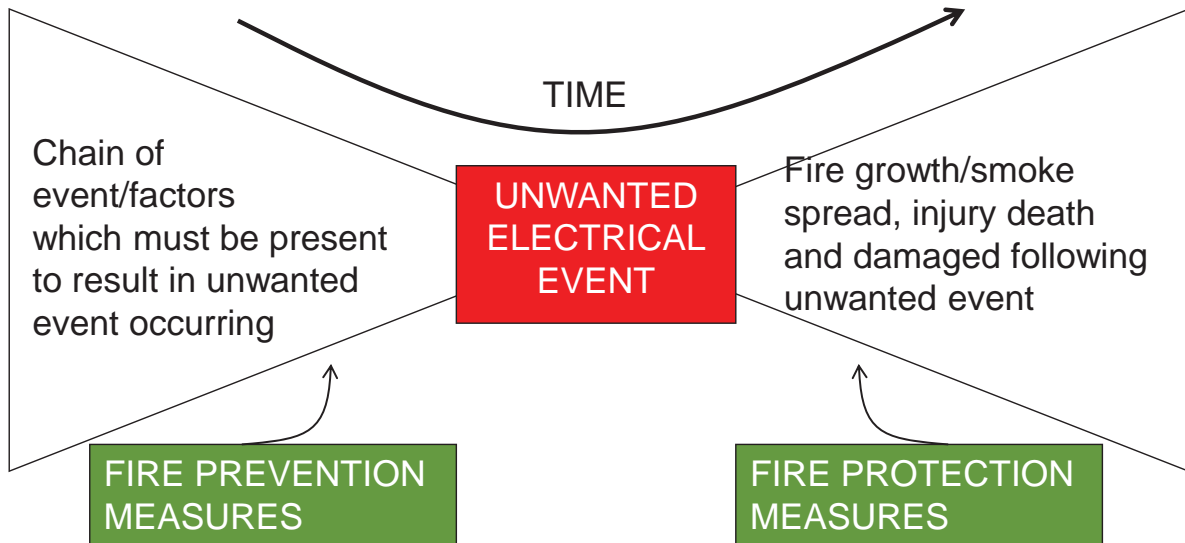 TIME
Chain of
event/factors
which must be present
to result in unwanted
event occurring
UNWANTED
ELECTRICAL
EVENT
Fire growth/smoke
spread, injury death
and damaged following
unwanted event
FIRE PREVENTION
MEASURES
FIRE PROTECTION
MEASURES